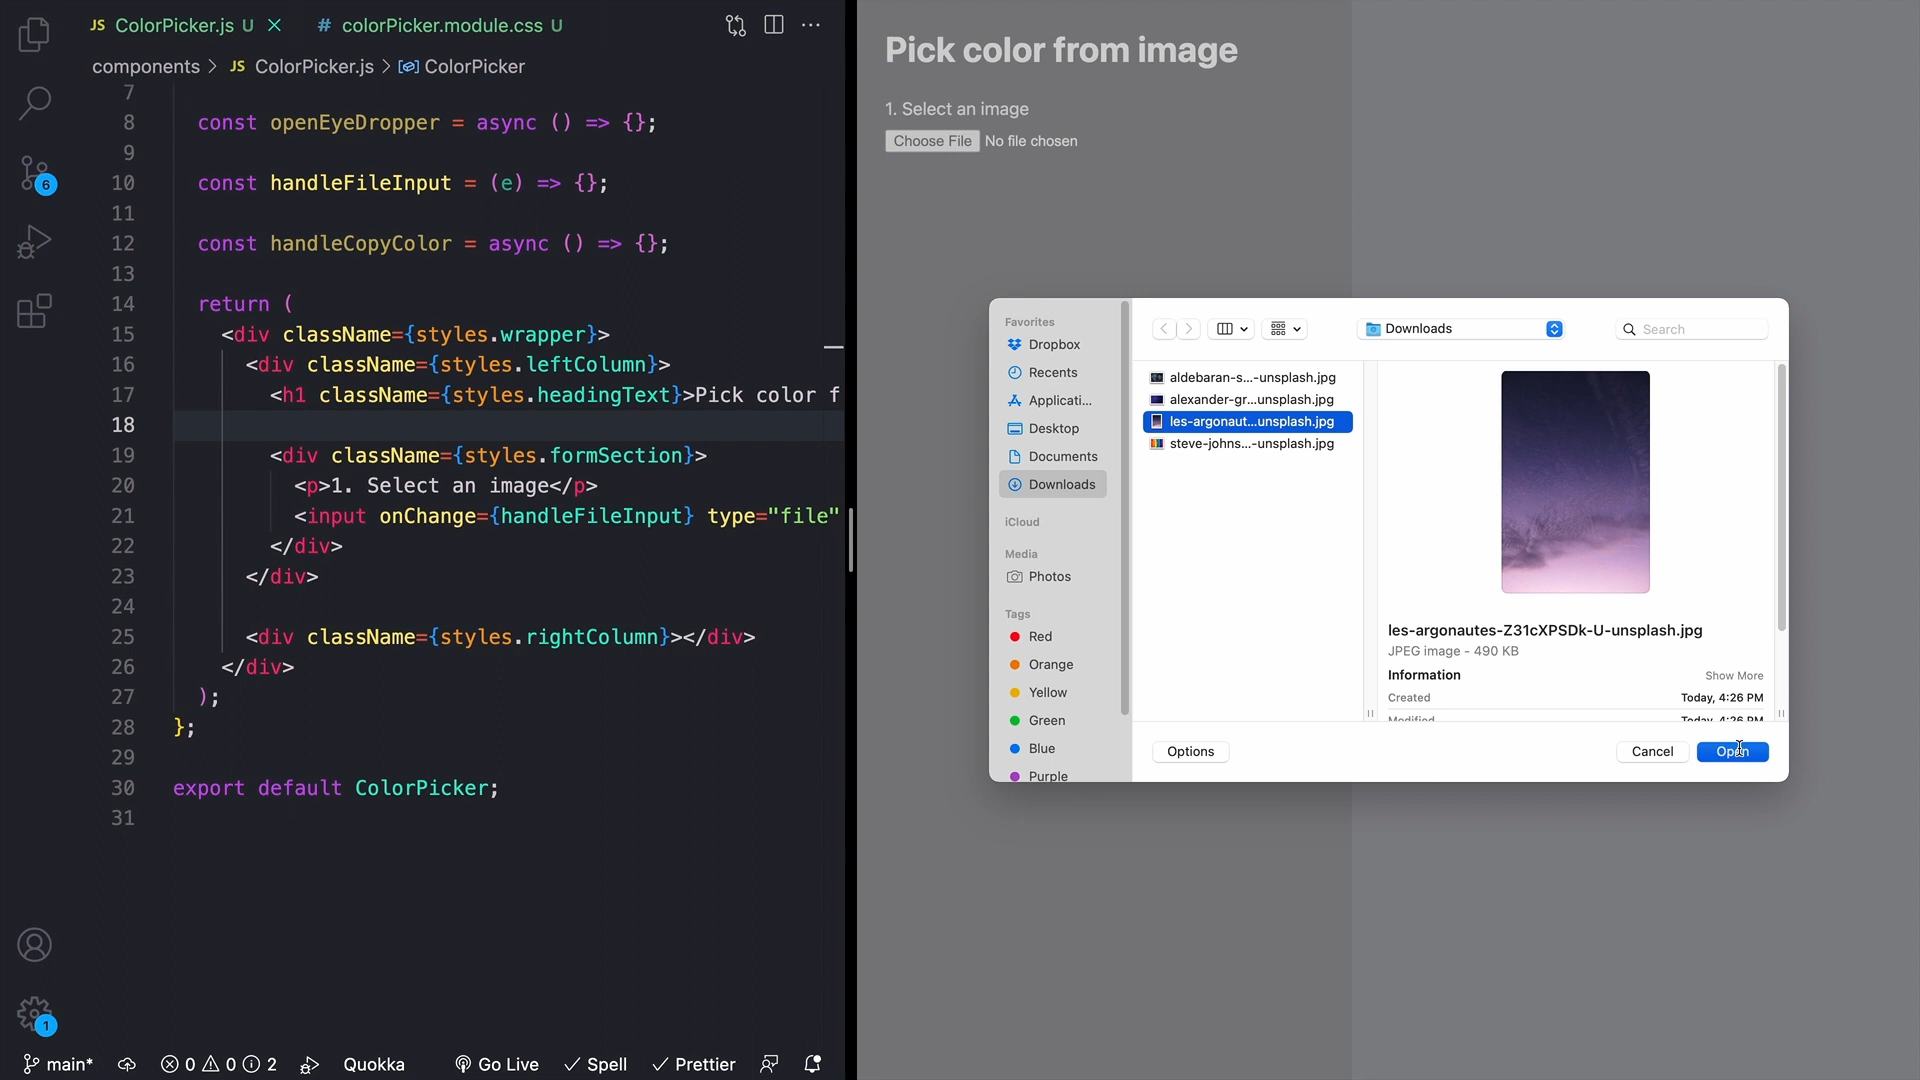 JS ColorPicker.js U
# colorPicker.module.css U
components > JS ColorPicker.js > ColorPicker
7
8 const openEyeDropper = async () => {};
9
10 const handleFileInput = (e) => {};
11
12 const handleCopyColor = async () => {};
13
14 return (
15 <div className={styles.wrapper}>
16 <div className={styles.leftColumn}>
17 <h1 className={styles.headingText}>Pick color f
18
19 <div className={styles.formSection}>
20 <p>1. Select an image</p>
21 <input onChange={handleFileInput} type="file"
22 </div>
23 </div>
24
25 <div className={styles.rightColumn}></div>
26 </div>
27 );
28 };
29
30 export default ColorPicker;
31
6
1
main* 0 0 2 Quokka Go Live Spell Prettier
Pick color from image
1. Select an image
Choose File No file chosen
Favorites
Dropbox
Recents
Applicati...
Desktop
Documents
Downloads
iCloud
Media
Photos
Tags
Red
Orange
Yellow
Green
Blue
Purple
Downloads
Search
aldebaran-s...-unsplash.jpg
alexander-gr...unsplash.jpg
les-argonaut...unsplash.jpg
steve-johns...-unsplash.jpg
les-argonautes-Z31cXPSDk-U-unsplash.jpg
JPEG image - 490 KB
Information Show More
Created Today, 4:26 PM
Modified Today, 4:26 PM
Options
Cancel
Open